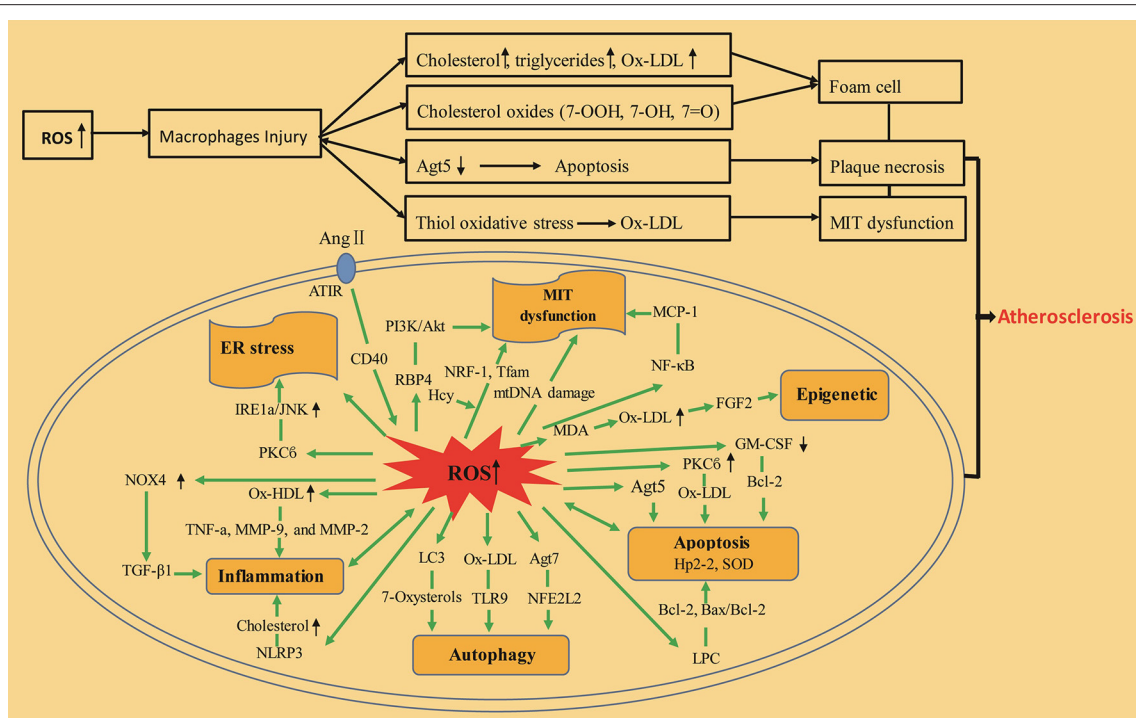 Cholesterol↑, triglycerides↑, Ox-LDL ↑
Foam cell
Cholesterol oxides (7-OOH, 7-OH, 7=O)
ROS ↑
Macrophages Injury
Agt5 ↓ → Apoptosis
Plaque necrosis
Thiol oxidative stress → Ox-LDL
MIT dysfunction
Atherosclerosis
Ang Ⅱ
ATIR
MIT
dysfunction
MCP-1
PI3K/Akt
ER stress
CD40
NF-κB
NRF-1, Tfam
RBP4
Hcy
mtDNA damage
Epigenetic
IRE1a/JNK ↑
Ox-LDL ↑
FGF2
MDA
PKC6
GM-CSF ↓
ROS↑
PKC6 ↑
NOX4 ↑
Ox-HDL ↑
Agt5
Ox-LDL
Bcl-2
TNF-a, MMP-9, and MMP-2
Apoptosis
Hp2-2, SOD
LC3
Ox-LDL
Agt7
TGF-β1
Inflammation
7-Oxysterols
TLR9
NFE2L2
Bcl-2, Bax/Bcl-2
Cholesterol ↑
NLRP3
Autophagy
LPC